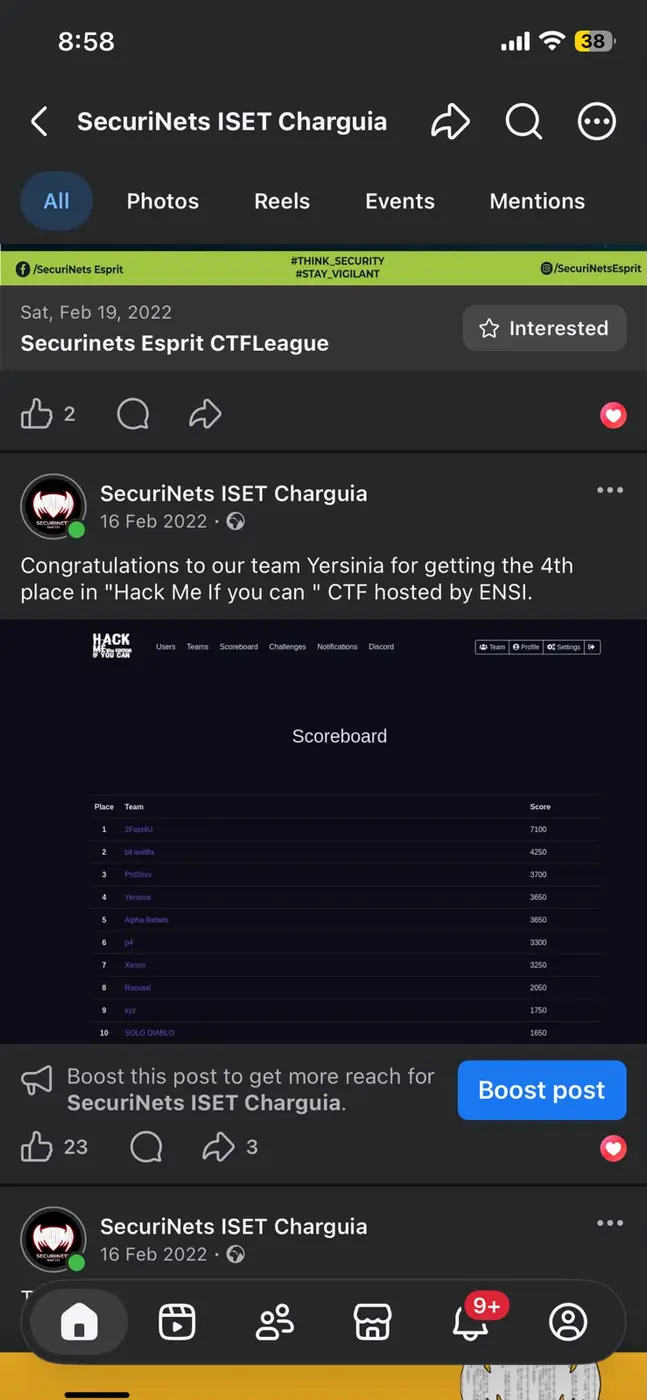 8:58
38
SecuriNets ISET Charguia
All Photos Reels Events Mentions
/SecuriNets Esprit
#THINK_SECURITY
#STAY_VIGILANT
/SecuriNetsEsprit
Sat, Feb 19, 2022
Securinets Esprit CTFLeague
Interested
2
SecuriNets ISET Charguia
16 Feb 2022 ·
Congratulations to our team Yersinia for getting the 4th
place in "Hack Me If you can " CTF hosted by ENSI.
HACK
ME
IF YOU CAN
Users Teams Scoreboard Challenges Notifications Discord
Team Profile Settings
Scoreboard
Place Team Score
1 2Fast4U 7100
2 4250
3 3700
4 Yersinia 3650
5 Alpha Rebels 3650
6 p4 3300
7 3250
8 2050
9 xyz 1750
10 SOLO DIABLO 1650
Boost this post to get more reach for
SecuriNets ISET Charguia.
Boost post
23 3
SecuriNets ISET Charguia
16 Feb 2022 ·
9+